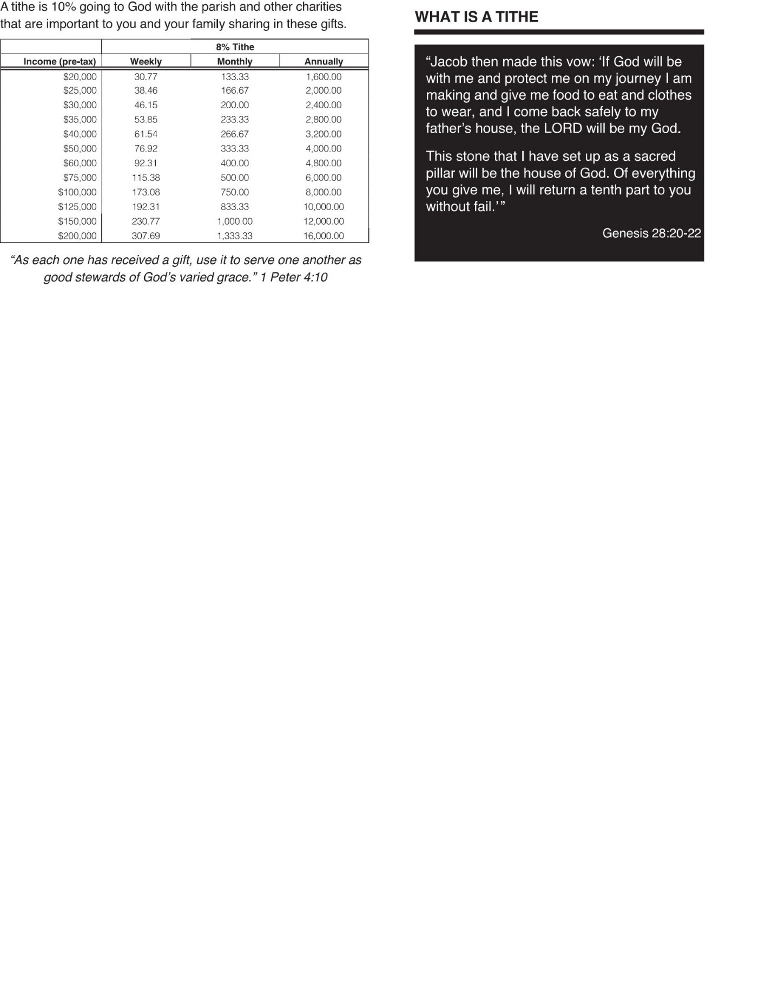 A tithe is 10% going to God with the parish and other charities
that are important to you and your family sharing in these gifts.
8% Tithe
Income (pre-tax) Weekly Monthly Annually
$20,000 30.77 133.33 1,600.00
$25,000 38.46 166.67 2,000.00
$30,000 46.15 200.00 2,400.00
$35,000 53.85 233.33 2,800.00
$40,000 61.54 266.67 3,200.00
$50,000 76.92 333.33 4,000.00
$60,000 92.31 400.00 4,800.00
$75,000 115.38 500.00 6,000.00
$100,000 173.08 750.00 8,000.00
$125,000 192.31 833.33 10,000.00
$150,000 230.77 1,000.00 12,000.00
$200,000 307.69 1,333.33 16,000.00
“As each one has received a gift, use it to serve one another as
good stewards of God’s varied grace.” 1 Peter 4:10
WHAT IS A TITHE
“Jacob then made this vow: ‘If God will be
with me and protect me on my journey I am
making and give me food to eat and clothes
to wear, and I come back safely to my
father’s house, the LORD will be my God.
This stone that I have set up as a sacred
pillar will be the house of God. Of everything
you give me, I will return a tenth part to you
without fail.’”
Genesis 28:20-22